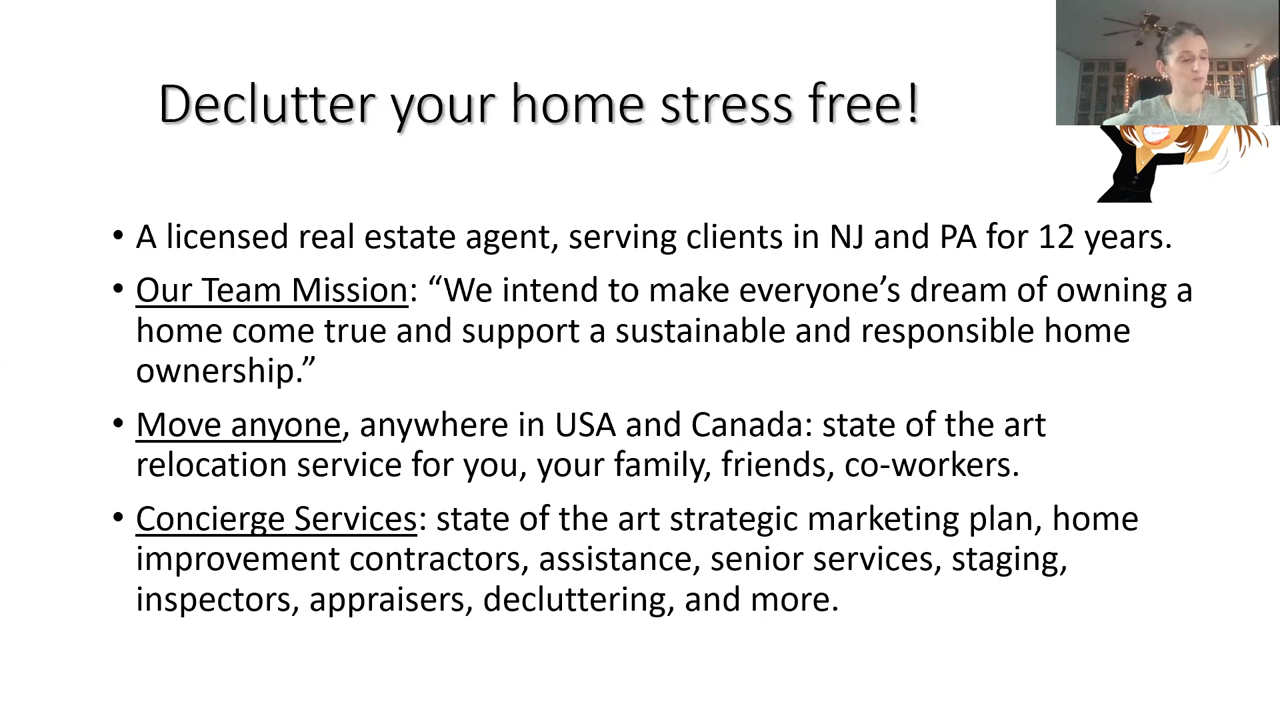 Declutter your home stress free!
• A licensed real estate agent, serving clients in NJ and PA for 12 years.
• Our Team Mission: “We intend to make everyone’s dream of owning a
home come true and support a sustainable and responsible home
ownership.”
• Move anyone, anywhere in USA and Canada: state of the art
relocation service for you, your family, friends, co-workers.
• Concierge Services: state of the art strategic marketing plan, home
improvement contractors, assistance, senior services, staging,
inspectors, appraisers, decluttering, and more.